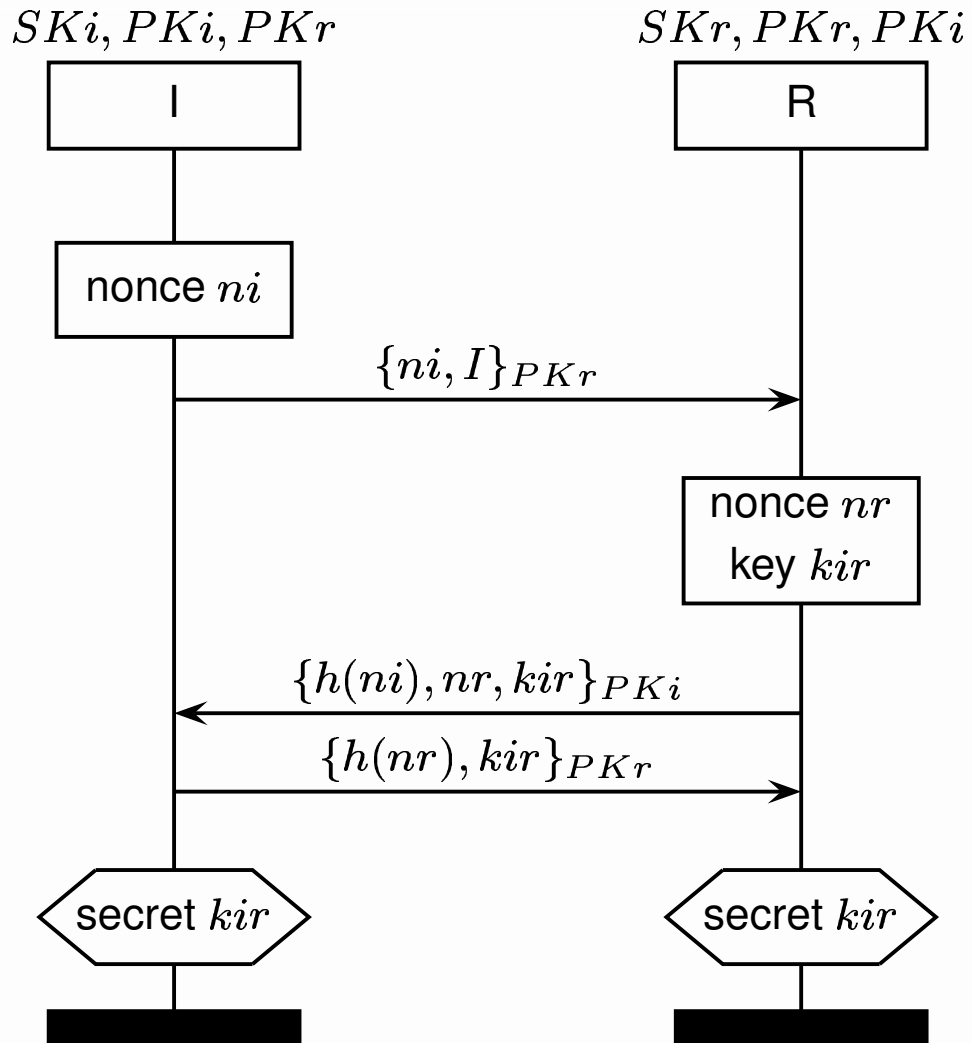 SKi, PKi, PKr
SKr, PKr, PKi
I
R
nonce ni
{ni, I}PKr
nonce nr
key kir
{h(ni), nr, kir}PKi
{h(nr), kir}PKr
secret kir
secret kir